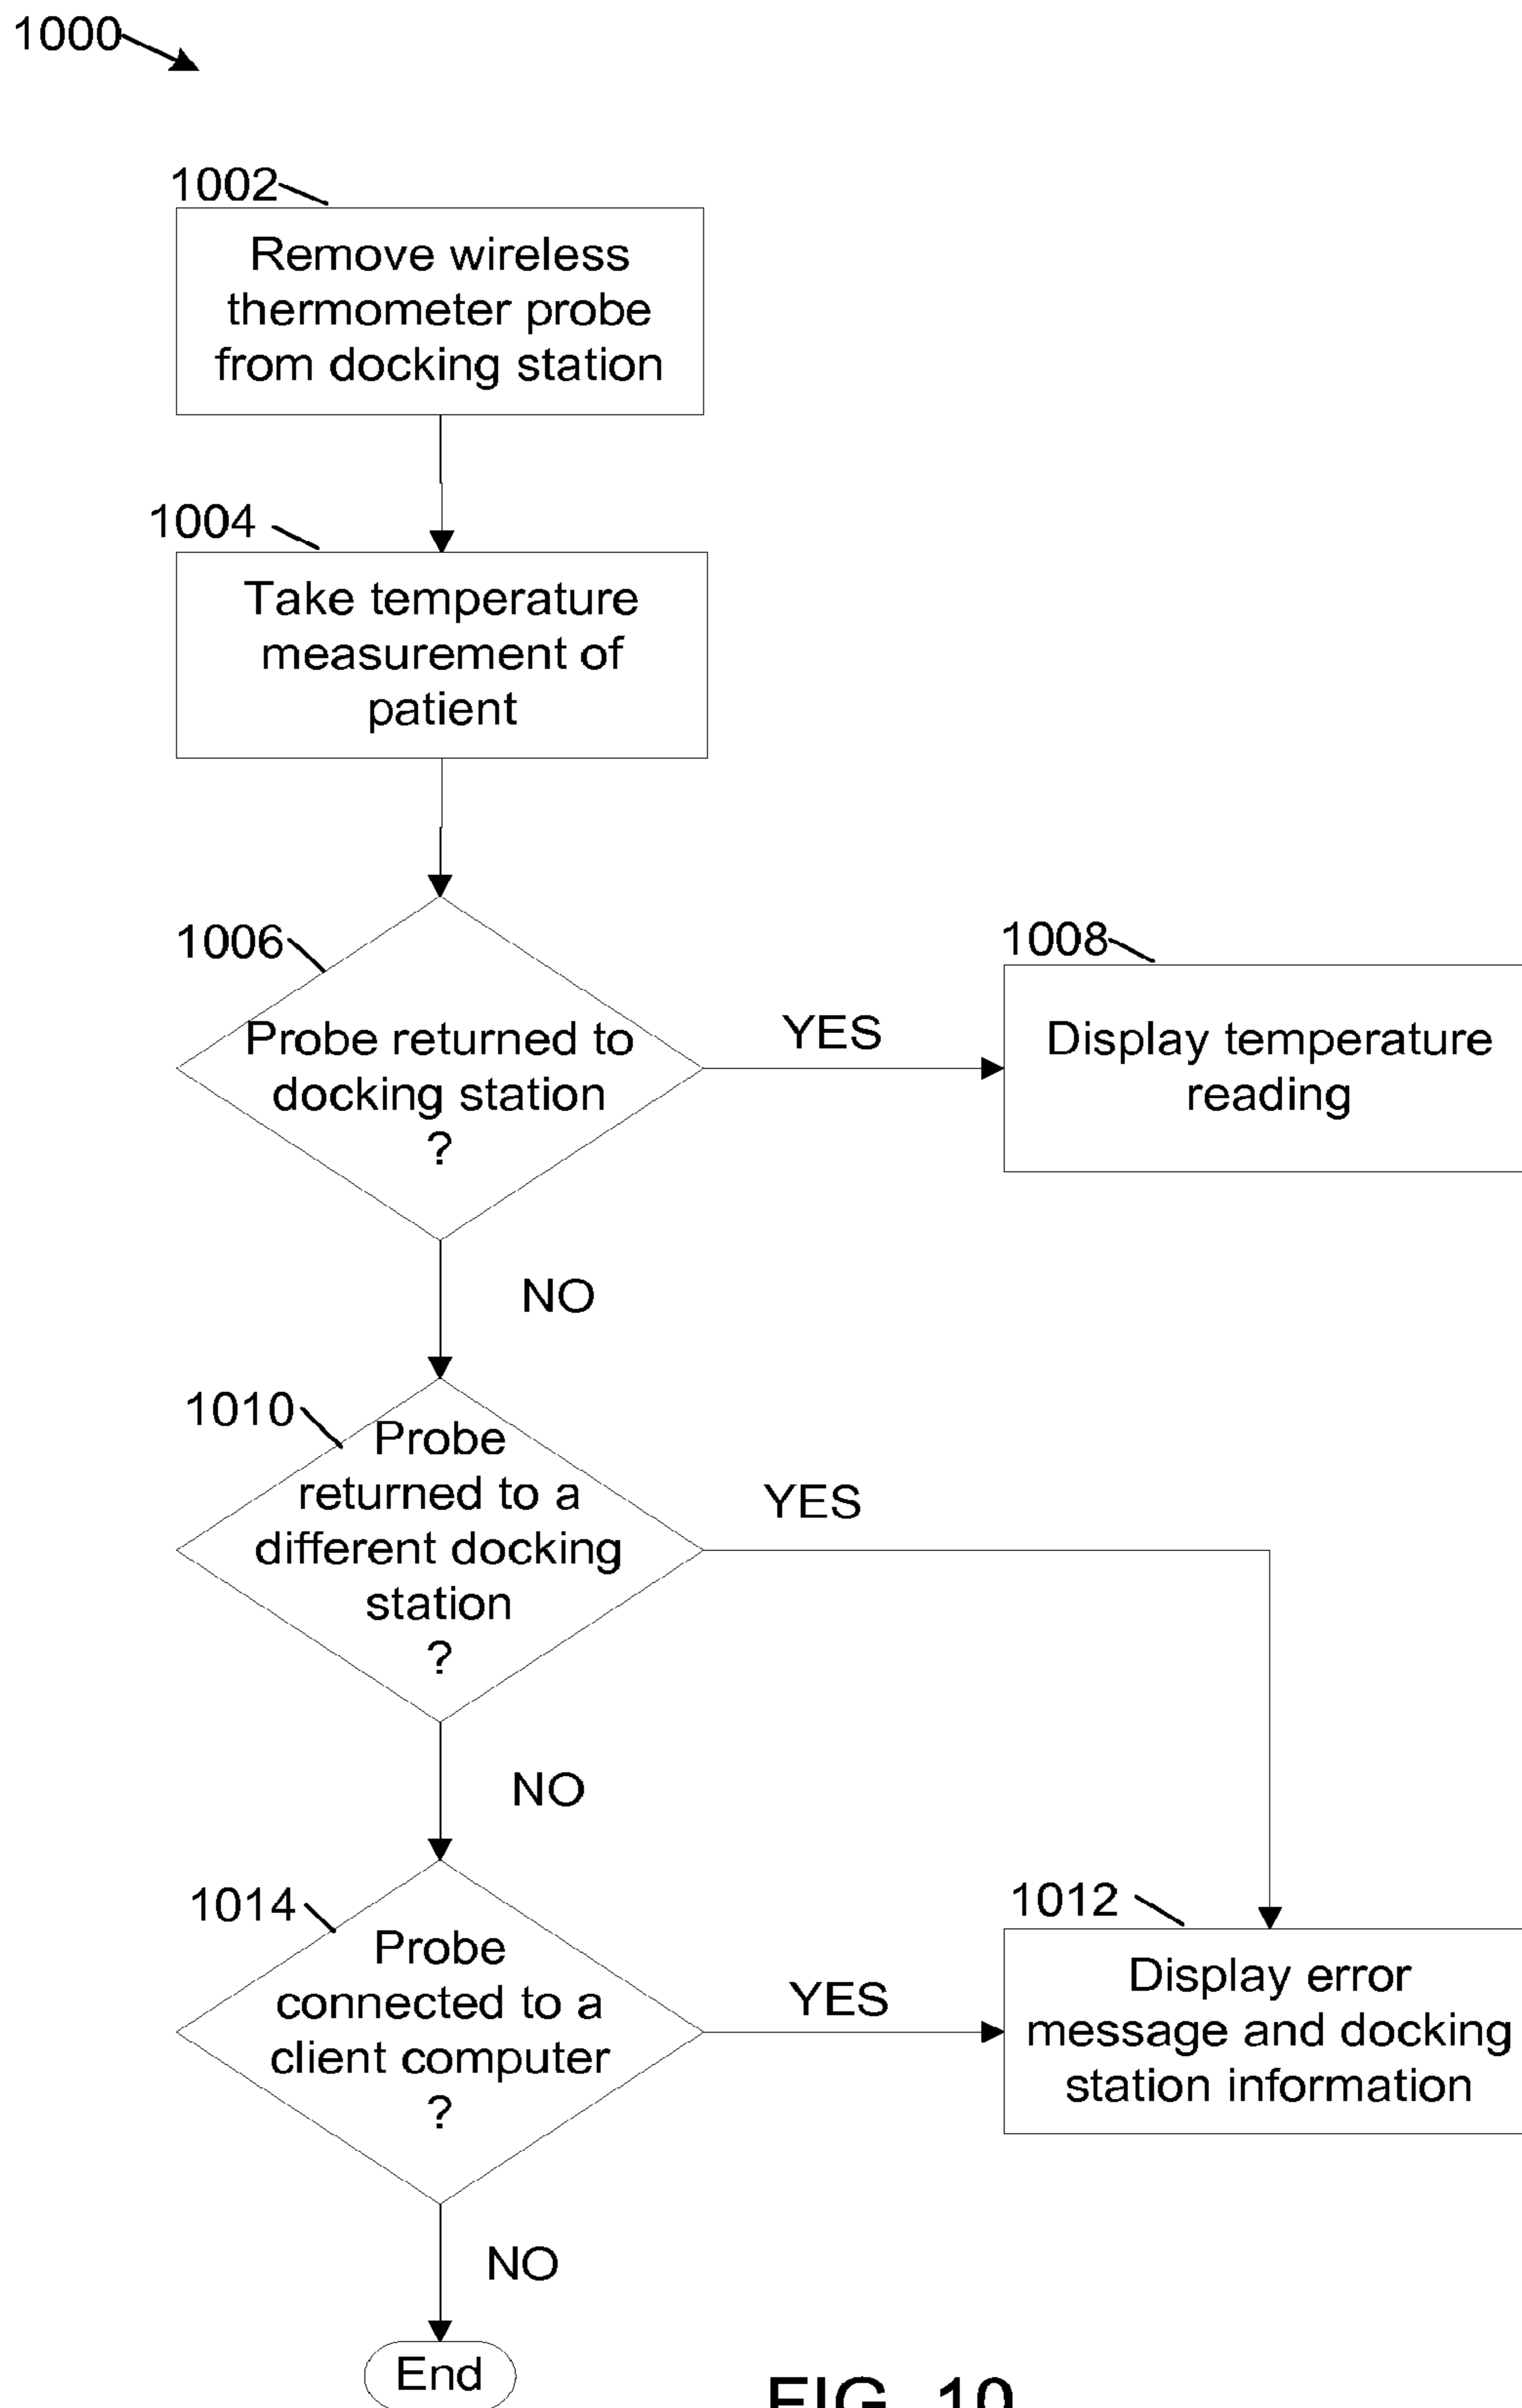 1000
1002
Remove wireless
thermometer probe
from docking station
1004
Take temperature
measurement of
patient
1006
Probe returned to
docking station
?
YES
1008
Display temperature
reading
NO
1010
Probe
returned to a
different docking
station
?
YES
NO
1014
Probe
connected to a
client computer
?
YES
1012
Display error
message and docking
station information
NO
End
FIG. 10